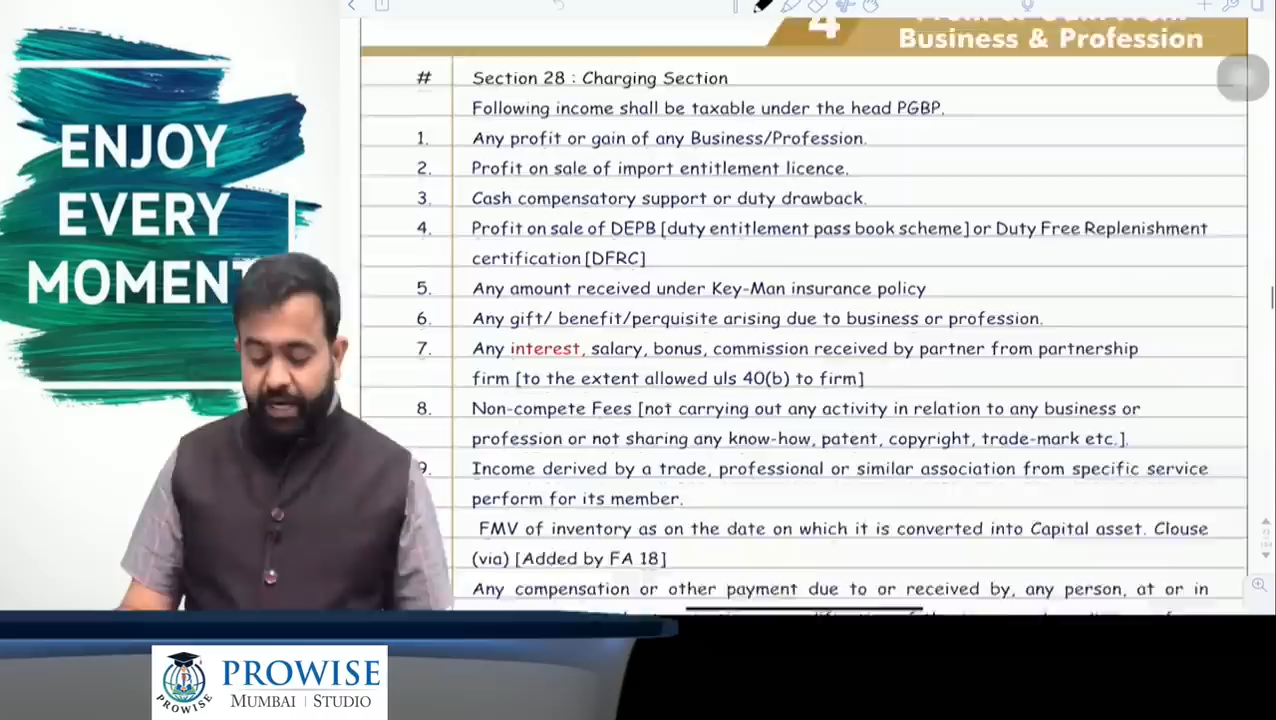 ENJOY
EVERY
MOMENT
4
Business & Profession
# Section 28 : Charging Section
Following income shall be taxable under the head PGBP.
1. Any profit or gain of any Business/Profession.
2. Profit on sale of import entitlement licence.
3. Cash compensatory support or duty drawback.
4. Profit on sale of DEPB [duty entitlement pass book scheme] or Duty Free Replenishment
certification [DFRC]
5. Any amount received under Key-Man insurance policy
6. Any gift/ benefit/perquisite arising due to business or profession.
7. Any interest, salary, bonus, commission received by partner from partnership
firm [to the extent allowed uls 40(b) to firm]
8. Non-compete Fees [not carrying out any activity in relation to any business or
profession or not sharing any know-how, patent, copyright, trade-mark etc.].
9. Income derived by a trade, professional or similar association from specific service
perform for its member.
FMV of inventory as on the date on which it is converted into Capital asset. Clouse
(via) [Added by FA 18]
Any compensation or other payment due to or received by, any person, at or in
PROWISE
PROWISE
MUMBAI | STUDIO